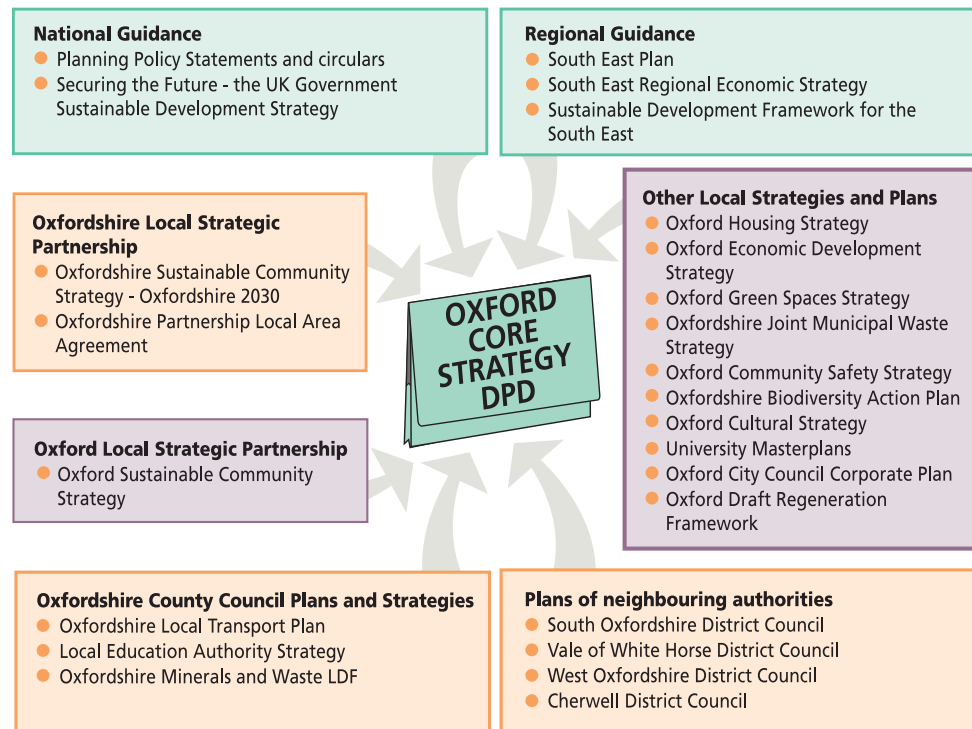 National Guidance
Planning Policy Statements and circulars
Securing the Future - the UK Government
Sustainable Development Strategy
Regional Guidance
South East Plan
South East Regional Economic Strategy
Sustainable Development Framework for the
South East
Oxfordshire Local Strategic
Partnership
Oxfordshire Sustainable Community
Strategy - Oxfordshire 2030
Oxfordshire Partnership Local Area
Agreement
OXFORD
CORE
STRATEGY
DPD
Other Local Strategies and Plans
Oxford Housing Strategy
Oxford Economic Development
Strategy
Oxford Green Spaces Strategy
Oxfordshire Joint Municipal Waste
Strategy
Oxford Community Safety Strategy
Oxfordshire Biodiversity Action Plan
Oxford Cultural Strategy
University Masterplans
Oxford City Council Corporate Plan
Oxford Draft Regeneration
Framework
Oxford Local Strategic Partnership
Oxford Sustainable Community
Strategy
Oxfordshire County Council Plans and Strategies
Oxfordshire Local Transport Plan
Local Education Authority Strategy
Oxfordshire Minerals and Waste LDF
Plans of neighbouring authorities
South Oxfordshire District Council
Vale of White Horse District Council
West Oxfordshire District Council
Cherwell District Council